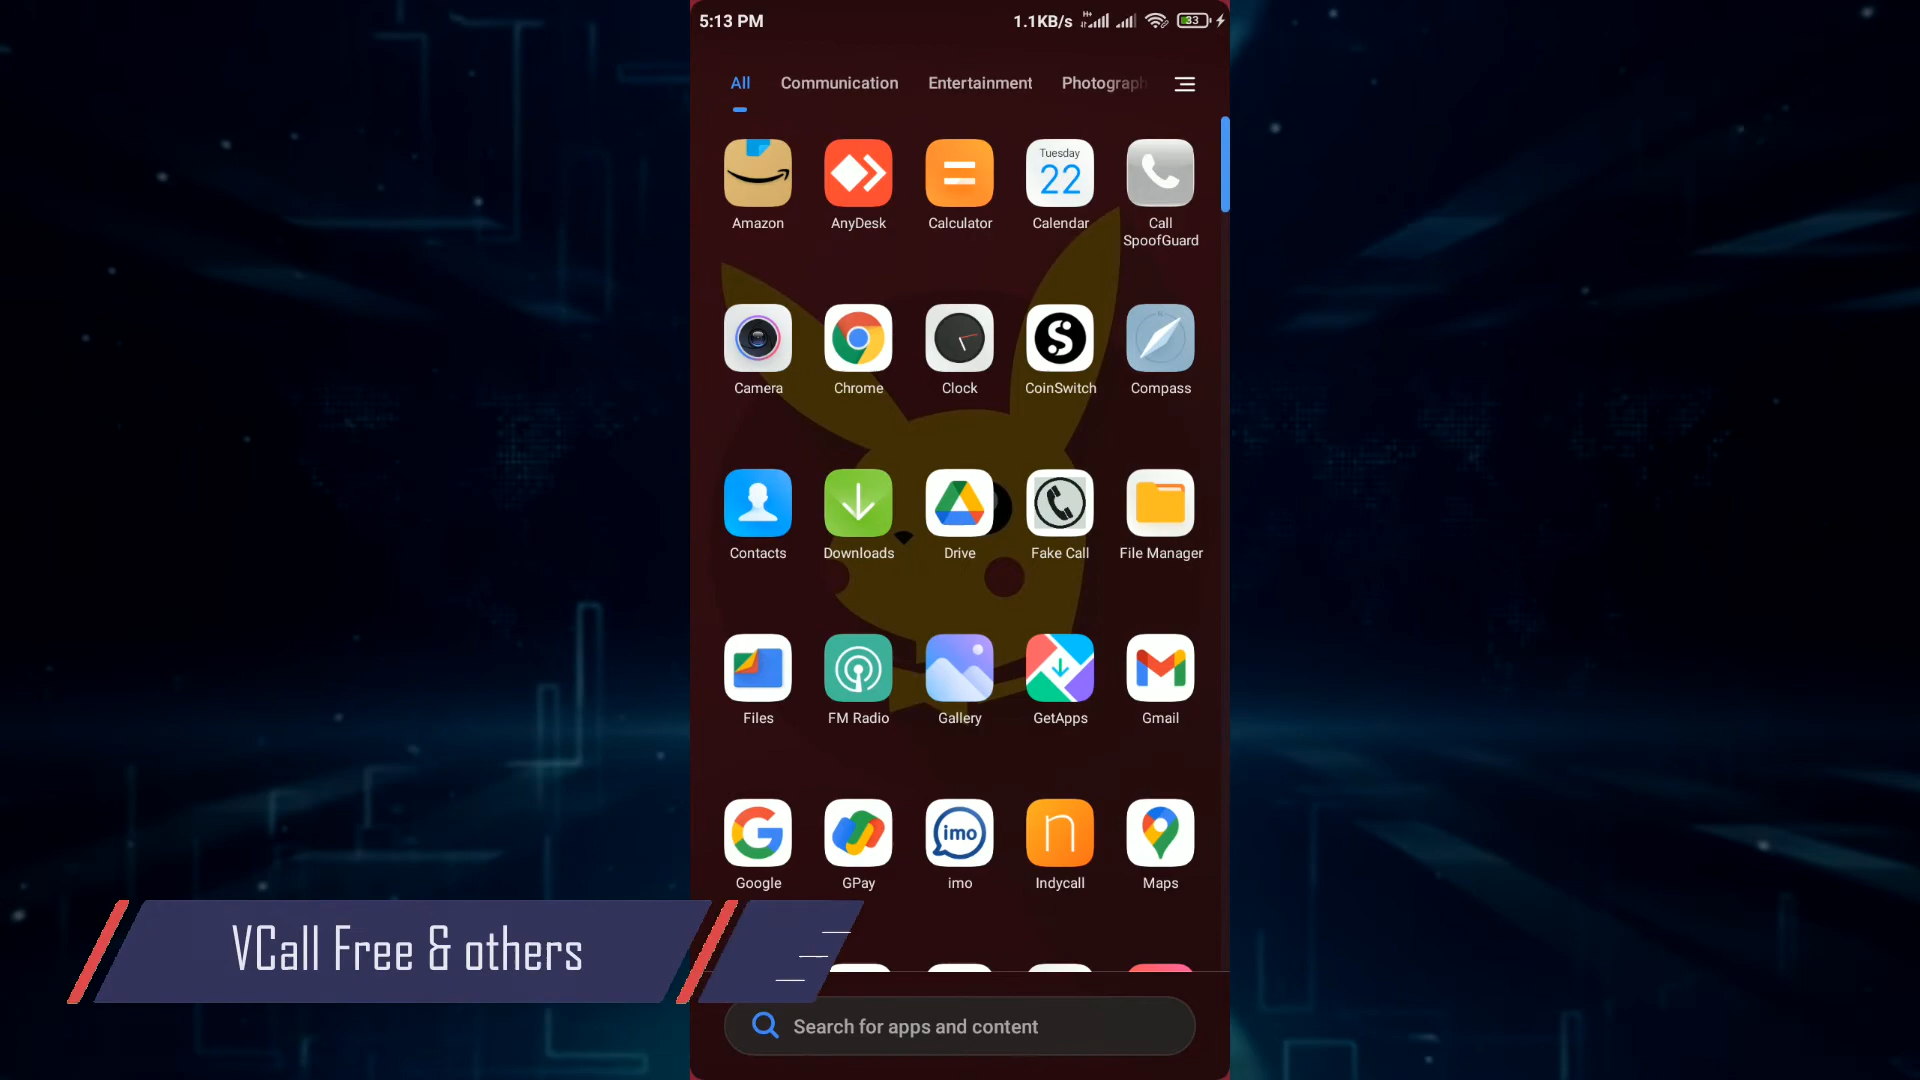 5:13 PM
1.1KB/s
H+
33
All
Communication
Entertainment
Photograph
Tuesday
22
Amazon
AnyDesk
Calculator
Calendar
Call
SpoofGuard
Camera
Chrome
Clock
CoinSwitch
Compass
Contacts
Downloads
Drive
Fake Call
File Manager
Files
FM Radio
Gallery
GetApps
Gmail
imo
Google
GPay
imo
Indycall
Maps
VCall Free & others
Search for apps and content